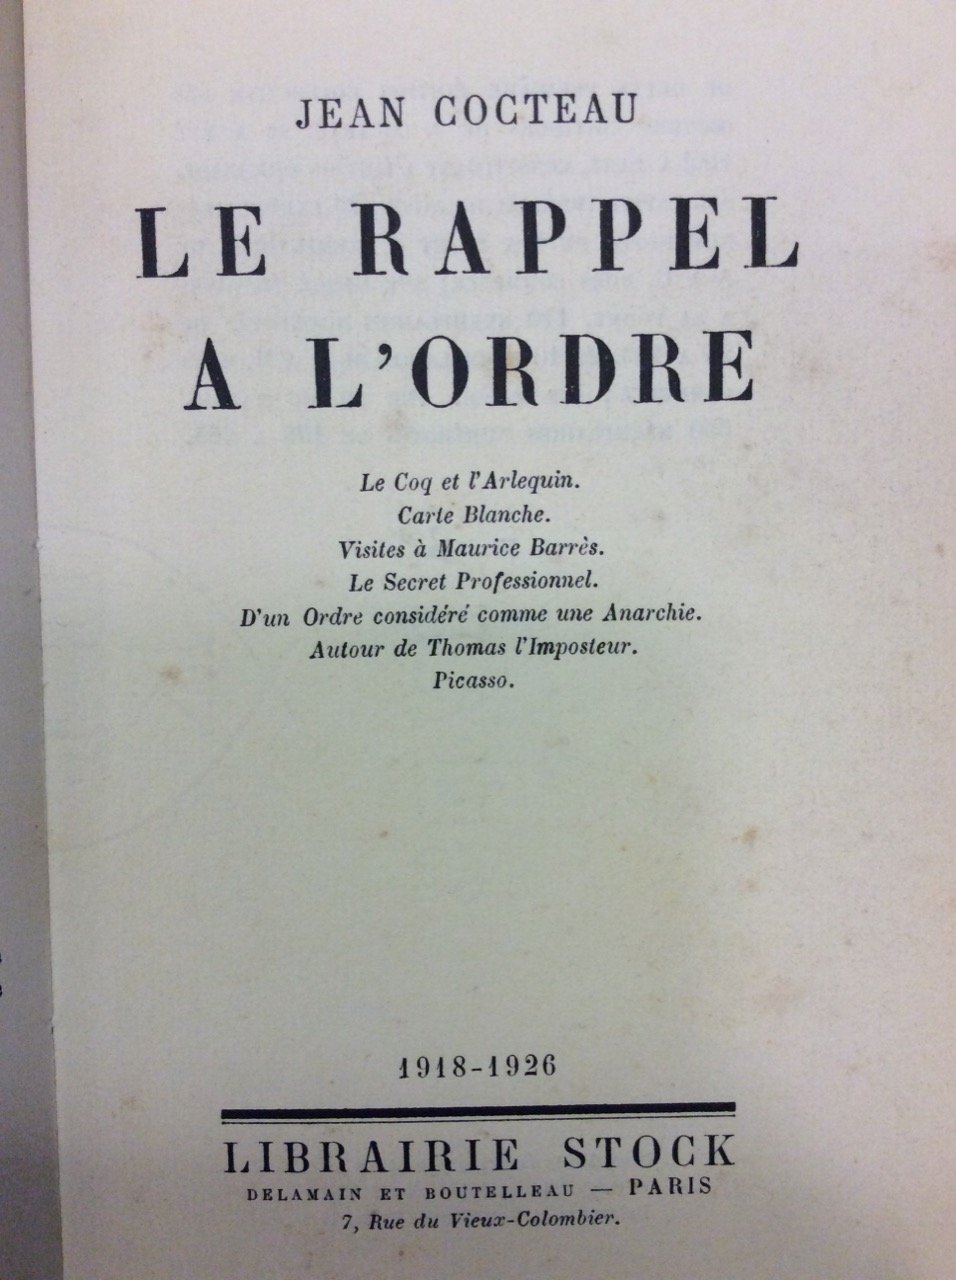 JEAN COCTEAU
LE RAPPEL
A L'ORDRE
Le Coq et l'Arlequin.
Carte Blanche.
Visites à Maurice Barrès.
Le Secret Professionnel.
D'un Ordre considéré comme une Anarchie.
Autour de Thomas l'Imposteur.
Picasso.
1918-1926
LIBRAIRIE STOCK
DELAMAIN ET BOUTELLEAU — PARIS
7, Rue du Vieux-Colombier.